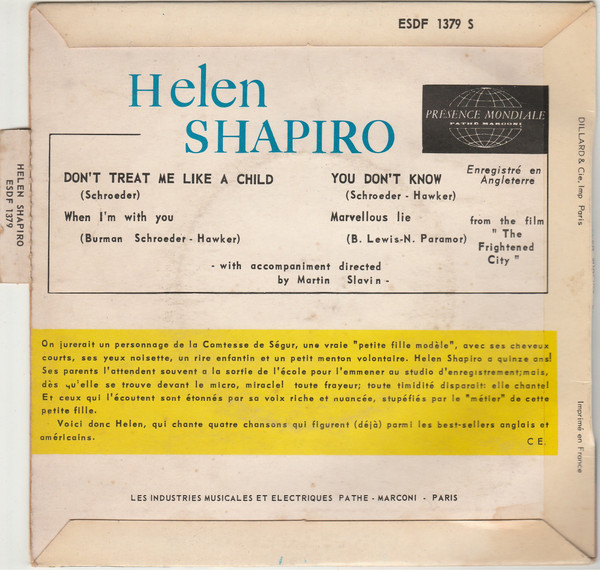 ESDF 1379 S
Helen
SHAPIRO
PRÉSENCE MONDIALE
PATHE MARCONI
DON'T TREAT ME LIKE A CHILD
(Schroeder)
When I'm with you
(Burman Schroeder - Hawker)
YOU DON'T KNOW
(Schroeder - Hawker)
Marvellous lie
(B. Lewis-N. Paramor)
Enregistré en
Angleterre
from the film
" The
Frightened
City "
- with accompaniment directed
by Martin Slavin -
HELEN SHAPIRO
ESDF 1379
DILLARD & Cie. Imp Paris
On jurerait un personnage de la Comtesse de Ségur, une vraie "petite fille modèle", avec ses cheveux
courts, ses yeux noisette, un rire enfantin et un petit menton volontaire. Helen Shapiro a quinze ans!
Ses parents l'attendent souvent a la sortie de l'école pour l'emmener au studio d'enregistrement; mais,
dès qu'elle se trouve devant le micro, miracle! toute frayeur; toute timidité disparait: elle chante!
Et ceux qui l'écoutent sont étonnés par sa voix riche et nuancée, stupéfiés par le "métier" de cette
petite fille.
Voici donc Helen, qui chante quatre chansons qui figurent (déjà) parmi les best-sellers anglais et
américains.
C E.
Imprimé en France
LES INDUSTRIES MUSICALES ET ELECTRIQUES PATHE - MARCONI - PARIS